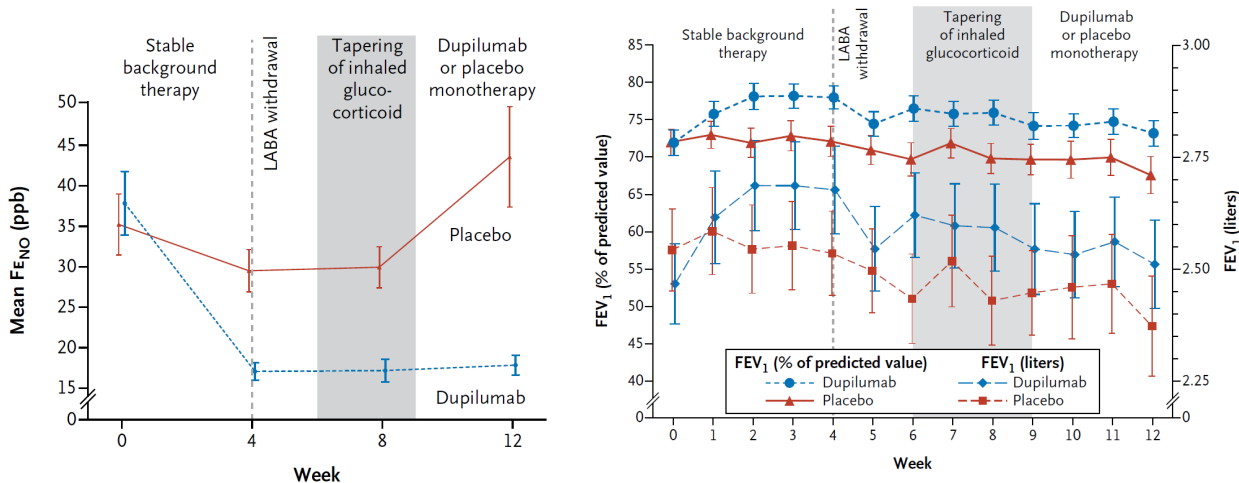 Stable
background
therapy
LABA withdrawal
Tapering
of inhaled
gluco-
corticoid
Dupilumab
or placebo
monotherapy
50
45
40
35
30
20
15
0
Mean FENO (ppb)
Placebo
Dupilumab
0 4 8 12
Week
Stable background
therapy
LABA
withdrawal
Tapering
of inhaled
glucocorticoid
Dupilumab
or placebo
monotherapy
85
80
75
70
65
60
55
50
45
40
0
FEV1 (% of predicted value)
3.00
2.75
2.50
2.25
0
FEV1 (liters)
FEV1 (% of predicted value) FEV1 (liters)
Dupilumab Dupilumab
Placebo Placebo
0 1 2 3 4 5 6 7 8 9 10 11 12
Week